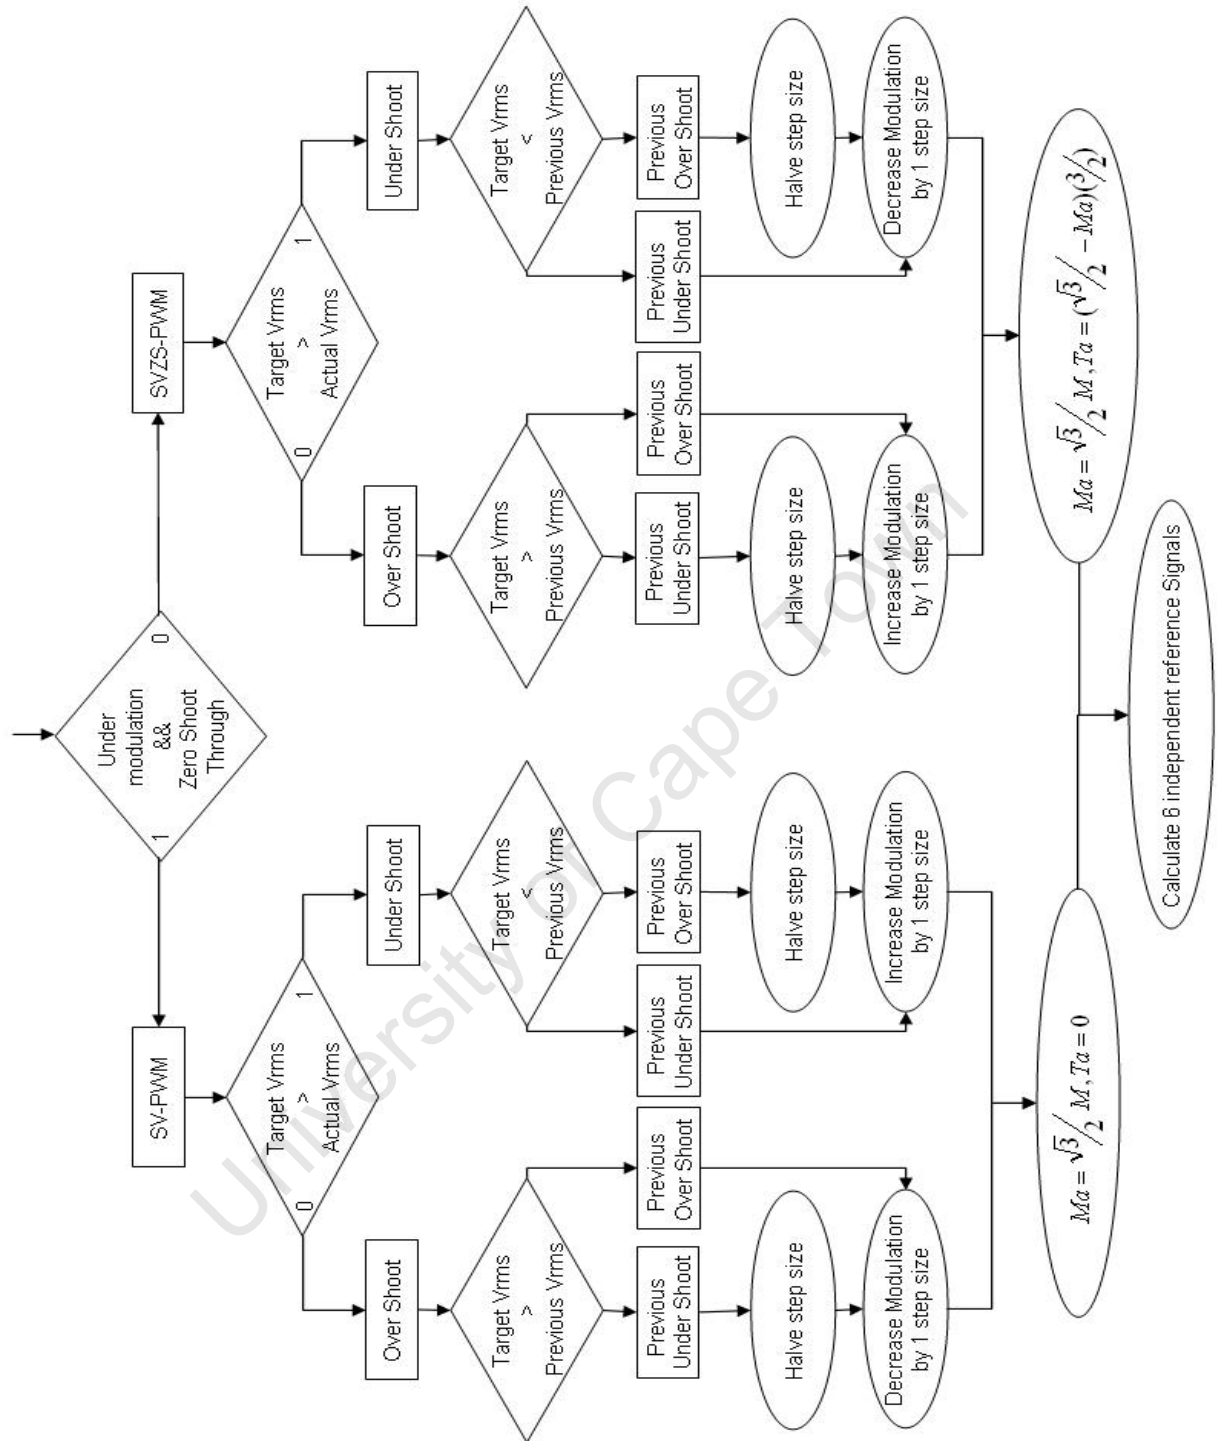 Under
modulation
&&
Zero Shoot
Through
1
0
SV-PWM
SVZS-PWM
Target Vrms
>
Actual Vrms
0
1
Target Vrms
>
Actual Vrms
0
1
Over Shoot
Under Shoot
Over Shoot
Under Shoot
Target Vrms
>
Previous Vrms
Target Vrms
<
Previous Vrms
Target Vrms
>
Previous Vrms
Target Vrms
<
Previous Vrms
Previous
Under Shoot
Previous
Over Shoot
Previous
Under Shoot
Previous
Over Shoot
Previous
Under Shoot
Previous
Over Shoot
Previous
Under Shoot
Previous
Over Shoot
Halve step size
Halve step size
Halve step size
Halve step size
Decrease Modulation
by 1 step size
Increase Modulation
by 1 step size
Increase Modulation
by 1 step size
Decrease Modulation
by 1 step size
Ma = √3/2 M, Ta = 0
Ma = √3/2 M, Ta = (√3/2 − Ma)(3/2)
Calculate 6 independent reference Signals
University of Cape Town